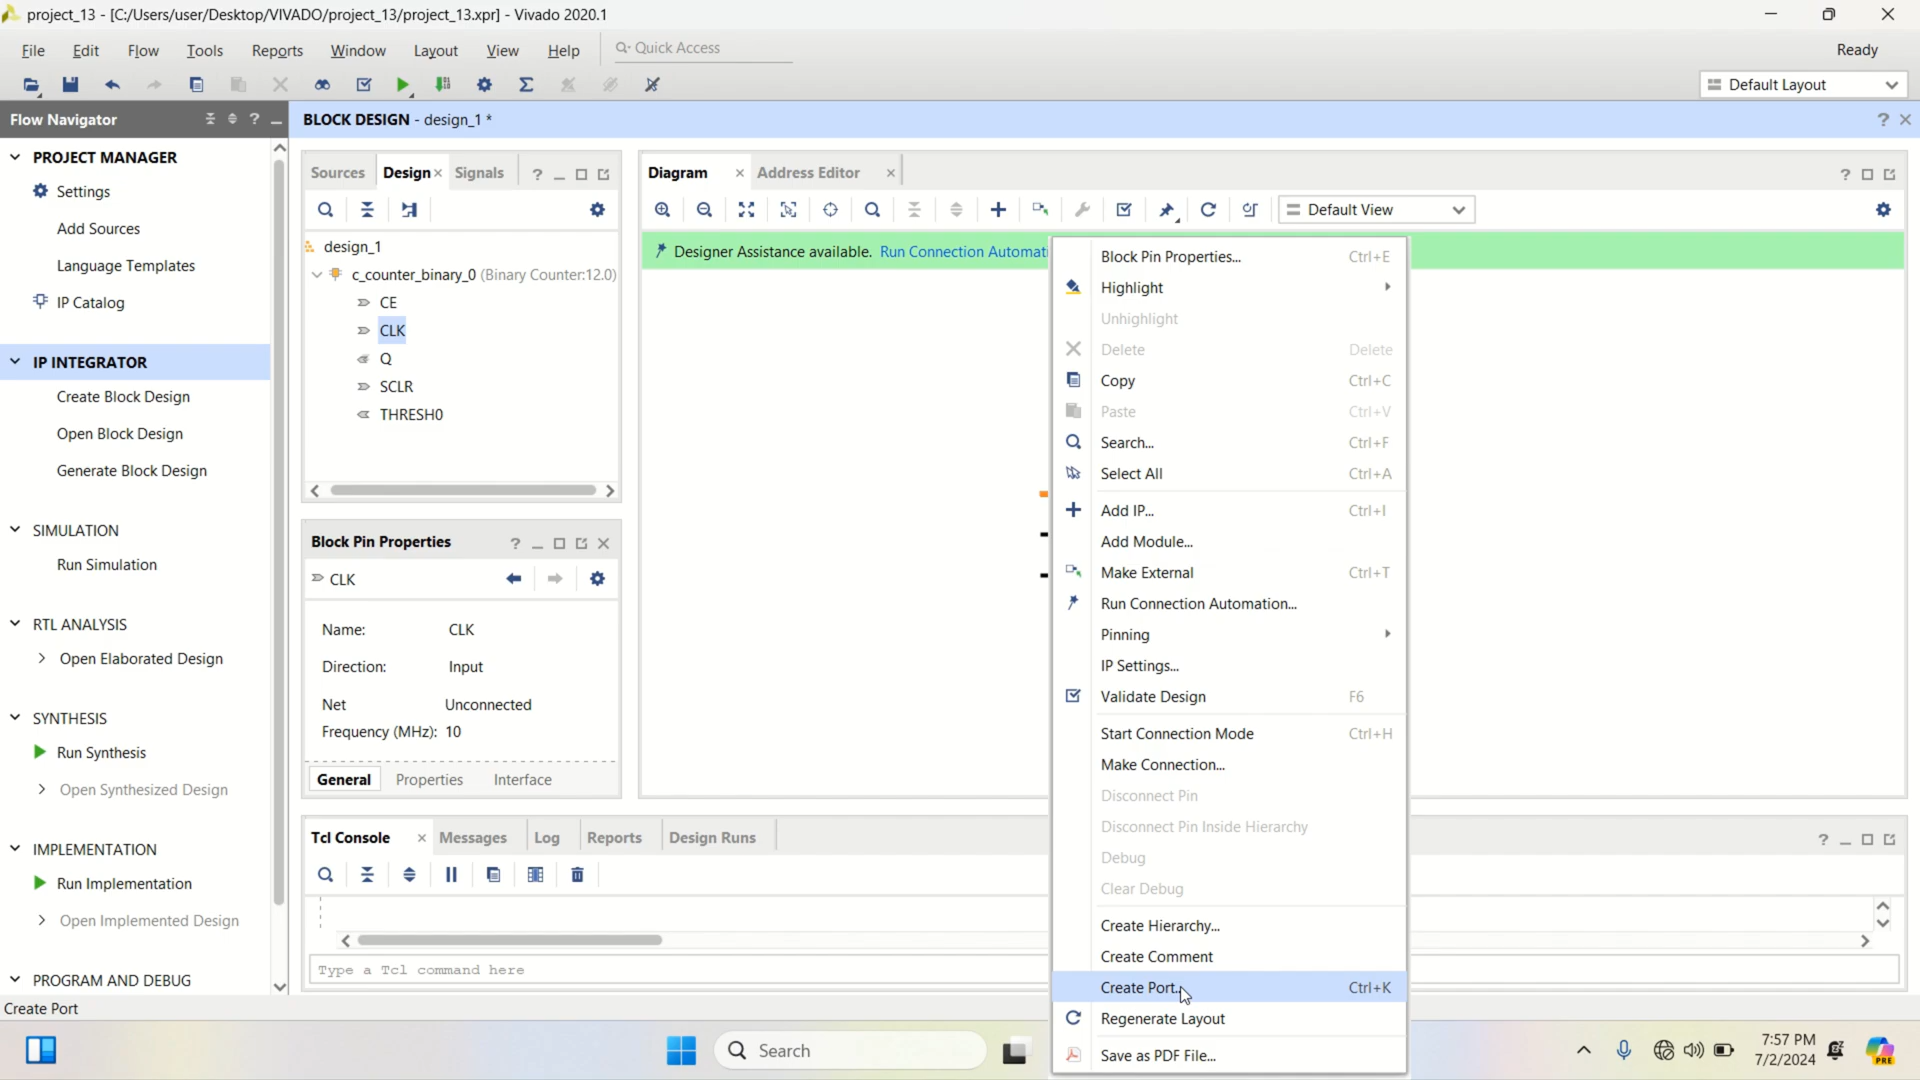 project_13 - [C:/Users/user/Desktop/VIVADO/project_13/project_13.xpr] - Vivado 2020.1
File Edit Flow Tools Reports Window Layout View Help Quick Access Ready
Default Layout
Flow Navigator
PROJECT MANAGER
Settings
Add Sources
Language Templates
IP Catalog
IP INTEGRATOR
Create Block Design
Open Block Design
Generate Block Design
SIMULATION
Run Simulation
RTL ANALYSIS
Open Elaborated Design
SYNTHESIS
Run Synthesis
Open Synthesized Design
IMPLEMENTATION
Run Implementation
Open Implemented Design
PROGRAM AND DEBUG
BLOCK DESIGN - design_1 *
Sources Design Signals
design_1
c_counter_binary_0 (Binary Counter:12.0)
CE
CLK
Q
SCLR
THRESH0
Block Pin Properties
CLK
Name: CLK
Direction: Input
Net Unconnected
Frequency (MHz): 10
General Properties Interface
Diagram Address Editor
Default View
Designer Assistance available. Run Connection Automati
Block Pin Properties... Ctrl+E
Highlight
Unhighlight
Delete Delete
Copy Ctrl+C
Paste Ctrl+V
Search... Ctrl+F
Select All Ctrl+A
Add IP... Ctrl+I
Add Module...
Make External Ctrl+T
Run Connection Automation...
Pinning
IP Settings...
Validate Design F6
Start Connection Mode Ctrl+H
Make Connection...
Disconnect Pin
Disconnect Pin Inside Hierarchy
Debug
Clear Debug
Create Hierarchy...
Create Comment
Create Port... Ctrl+K
Regenerate Layout
Save as PDF File...
Tcl Console Messages Log Reports Design Runs
Type a Tcl command here
Create Port
Search
7:57 PM
7/2/2024
PRE